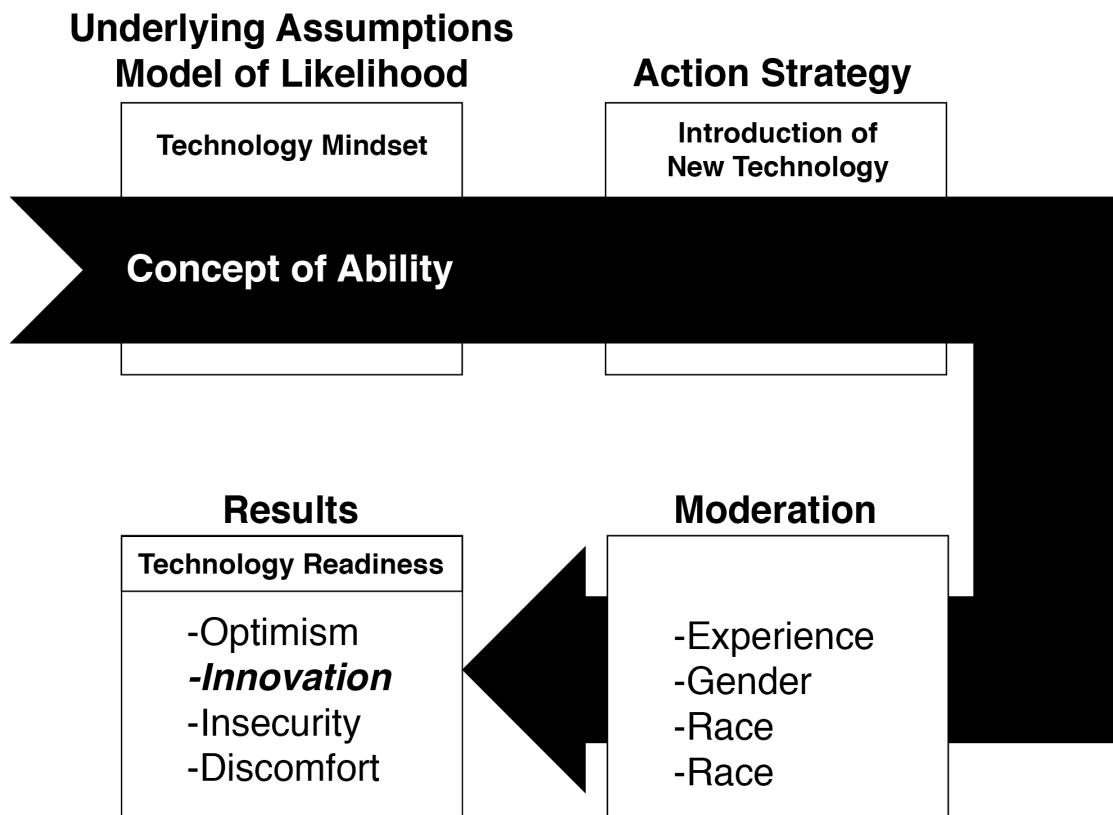 Underlying Assumptions
Model of Likelihood
Action Strategy
Technology Mindset
Introduction of
New Technology
Concept of Ability
Results
Moderation
Technology Readiness
-Optimism
-Innovation
-Insecurity
-Discomfort
-Experience
-Gender
-Race
-Race